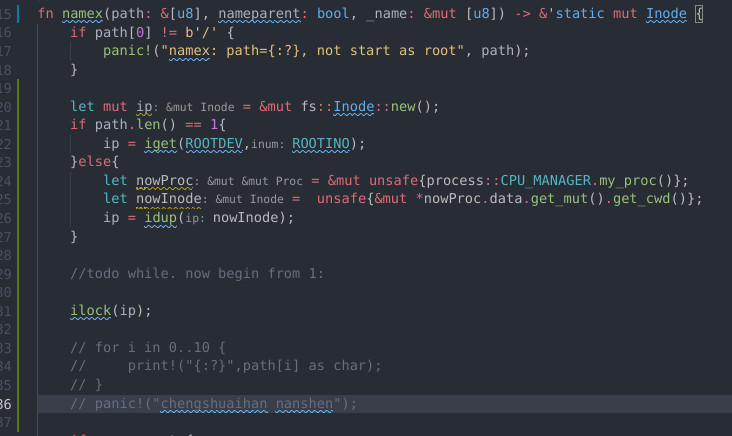 15 fn namex(path: &[u8], nameparent: bool, _name: &mut [u8]) -> &'static mut Inode {
16 if path[0] != b'/' {
17 panic!("namex: path={:?}, not start as root", path);
18 }
19
20 let mut ip: &mut Inode = &mut fs::Inode::new();
21 if path.len() == 1{
22 ip = iget(ROOTDEV,inum: ROOTINO);
23 }else{
24 let nowProc: &mut &mut Proc = &mut unsafe{process::CPU_MANAGER.my_proc()};
25 let nowInode: &mut Inode =  unsafe{&mut *nowProc.data.get_mut().get_cwd()};
26 ip = idup(ip: nowInode);
27 }
28
29 //todo while. now begin from 1:
30
31 ilock(ip);
32
33 // for i in 0..10 {
34 //     print!("{:?}",path[i] as char);
35 // }
36 // panic!("chengshuaihan nanshen");
37